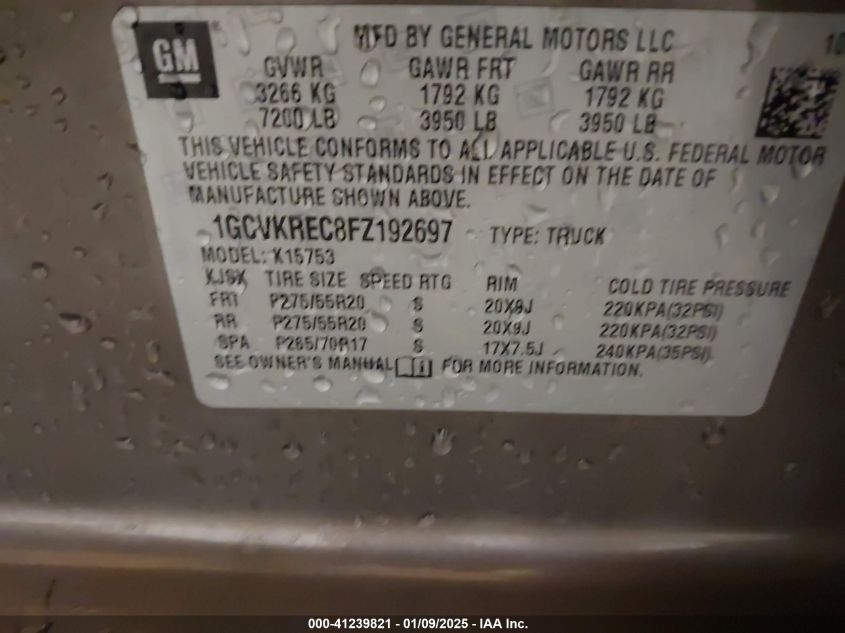 GM
MFD BY GENERAL MOTORS LLC
10
GVWR GAWR FRT GAWR RR
3266 KG 1792 KG 1792 KG
7200 LB 3950 LB 3950 LB
THIS VEHICLE CONFORMS TO ALL APPLICABLE U.S. FEDERAL MOTOR
VEHICLE SAFETY STANDARDS IN EFFECT ON THE DATE OF
MANUFACTURE SHOWN ABOVE.
1GCVKREC8FZ192697 TYPE: TRUCK
MODEL: K15753
KJSX TIRE SIZE SPEED RTG RIM COLD TIRE PRESSURE
FRT P275/55R20 S 20X9J 220KPA(32PSI)
RR P275/55R20 S 20X9J 220KPA(32PSI)
SPA P265/70R17 S 17X7.5J 240KPA(35PSI)
SEE OWNER'S MANUAL FOR MORE INFORMATION.
000-41239821 - 01/09/2025 - IAA Inc.